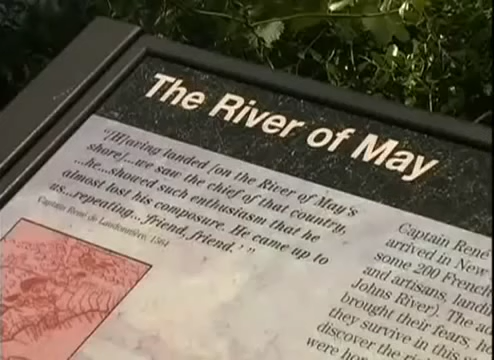 The River of May
"[H]aving landed [on the River of May's
shore]...we saw the chief of that country,
...he...showed such enthusiasm that he
almost lost his composure. He came up to
us...repeating...'friend, friend.' "
Captain René de Laudonnière, 1564
Captain René
arrived in New
some 200 French
and artisans, landi
Johns River). The
brought their fears, h
they survive in this
discover the
were